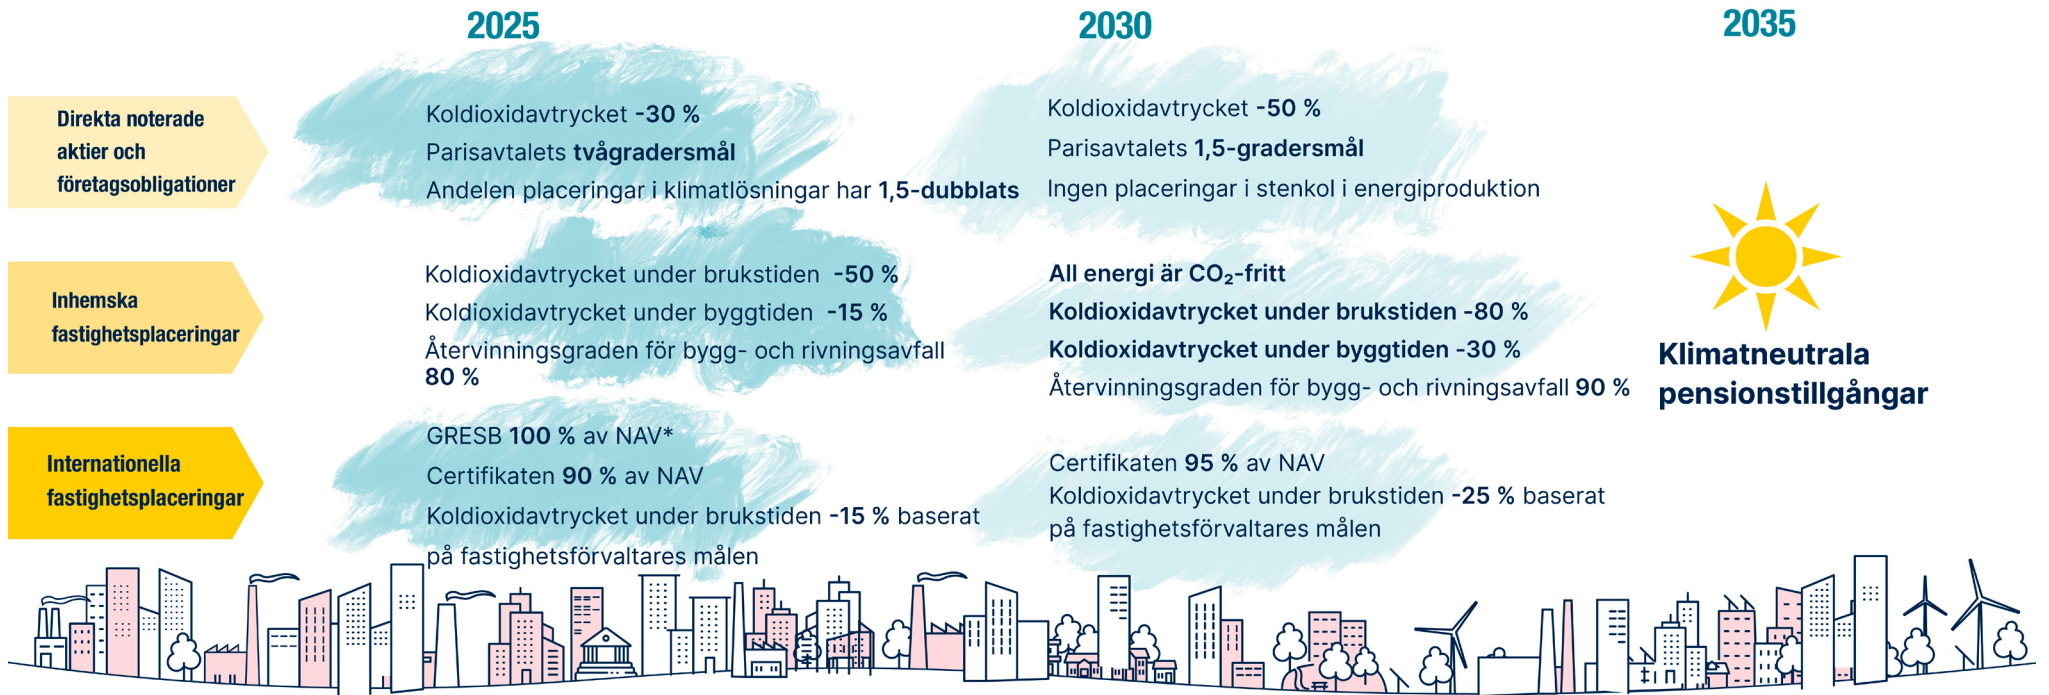 2025
2030
2035
Direkta noterade
aktier och
företagsobligationer
Koldioxidavtrycket -30 %
Parisavtalets tvågradersmål
Andelen placeringar i klimatlösningar har 1,5-dubblats
Koldioxidavtrycket -50 %
Parisavtalets 1,5-gradersmål
Ingen placeringar i stenkol i energiproduktion
Inhemska
fastighetsplaceringar
Koldioxidavtrycket under brukstiden -50 %
Koldioxidavtrycket under byggtiden -15 %
Återvinningsgraden för bygg- och rivningsavfall
80 %
All energi är CO₂-fritt
Koldioxidavtrycket under brukstiden -80 %
Koldioxidavtrycket under byggtiden -30 %
Återvinningsgraden för bygg- och rivningsavfall 90 %
Klimatneutrala
pensionstillgångar
Internationella
fastighetsplaceringar
GRESB 100 % av NAV*
Certifikaten 90 % av NAV
Koldioxidavtrycket under brukstiden -15 % baserat
på fastighetsförvaltares målen
Certifikaten 95 % av NAV
Koldioxidavtrycket under brukstiden -25 % baserat
på fastighetsförvaltares målen